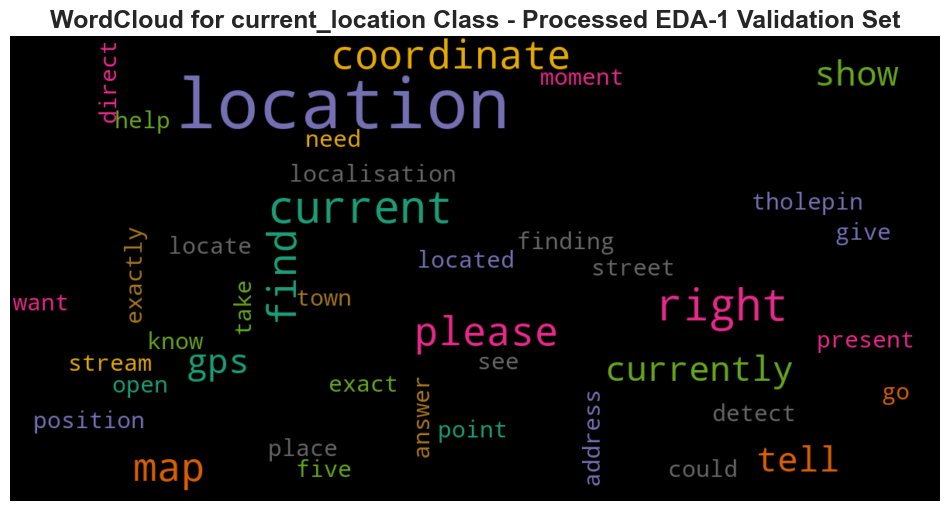 WordCloud for current_location Class - Processed EDA-1 Validation Set
direct
coordinate
moment
show
location
help
need
localisation
current
tholepin
give
exactly
locate
find
located
finding
street
want
take
town
right
please
know
stream
gps
see
currently
present
open
exact
answer
go
position
point
address
detect
place
map
five
could
tell